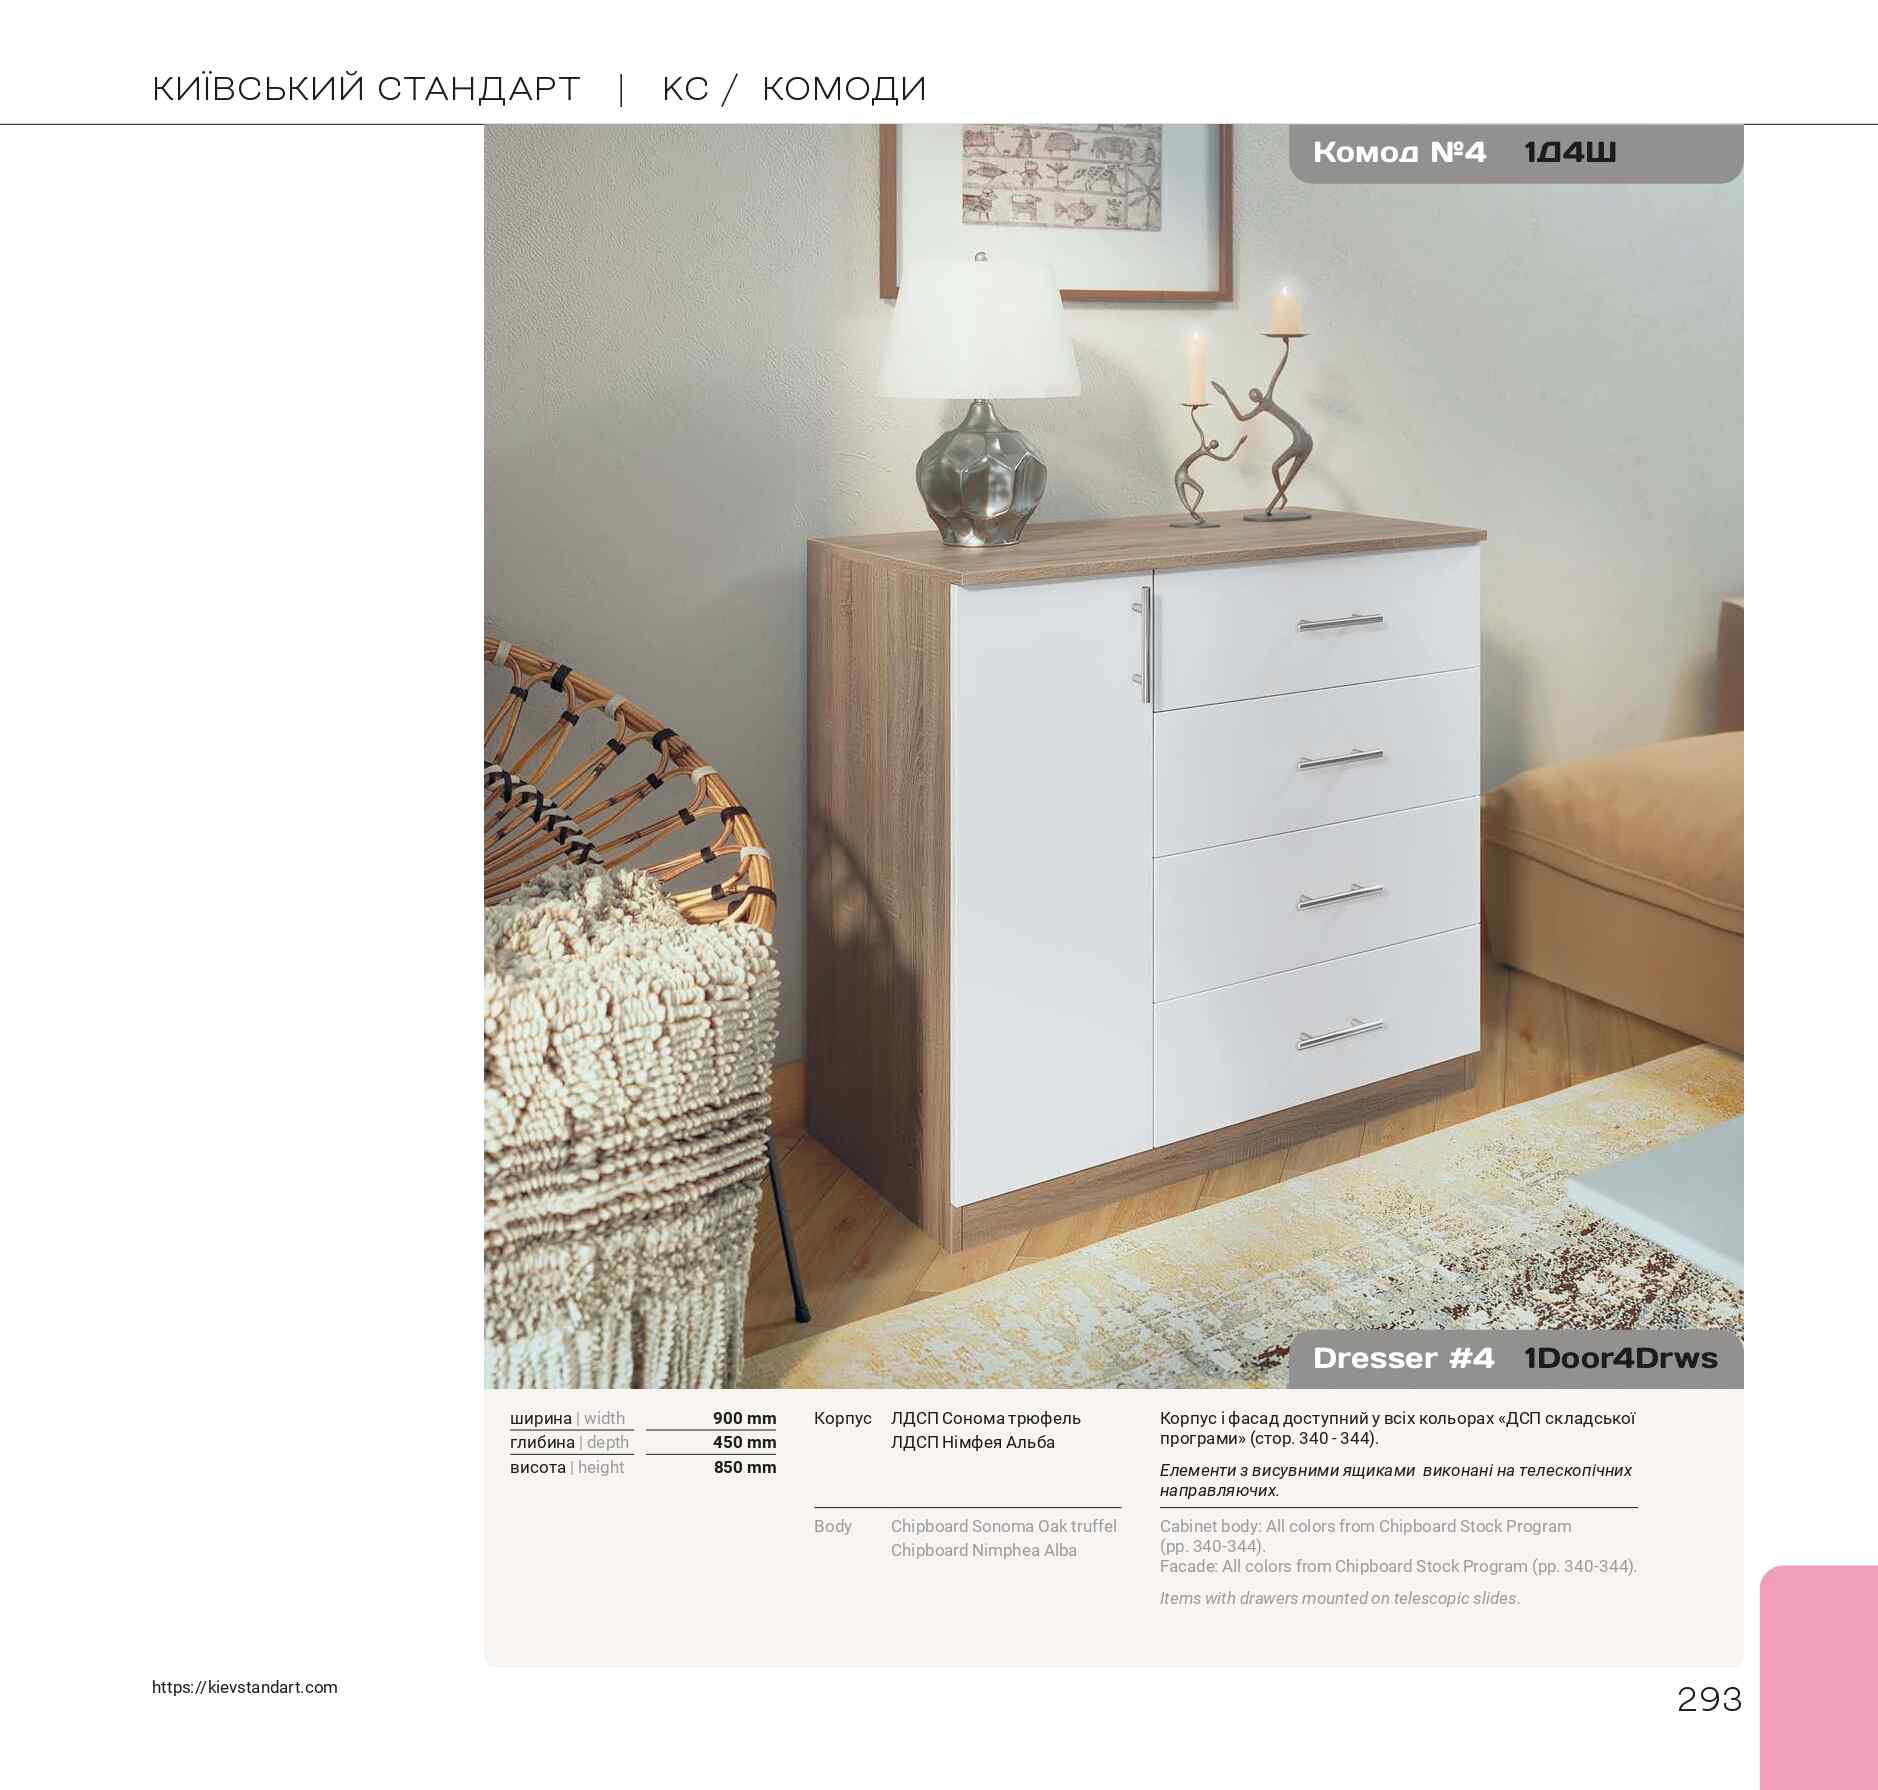 КИЇВСЬКИЙ СТАНДАРТ | КС / КОМОДИ
Комод №4 1Д4Ш
Dresser #4 1Door4Drws
ширина | width 900 mm
глибина | depth 450 mm
висота | height 850 mm
Корпус ЛДСП Сонома трюфель
ЛДСП Німфея Альба
Body Chipboard Sonoma Oak truffel
Chipboard Nimphea Alba
Корпус і фасад доступний у всіх кольорах «ДСП складської
програми» (стор. 340 - 344).
Елементи з висувними ящиками виконані на телескопічних
направляючих.
Cabinet body: All colors from Chipboard Stock Program
(pp. 340-344).
Facade: All colors from Chipboard Stock Program (pp. 340-344).
Items with drawers mounted on telescopic slides.
https://kievstandart.com
293